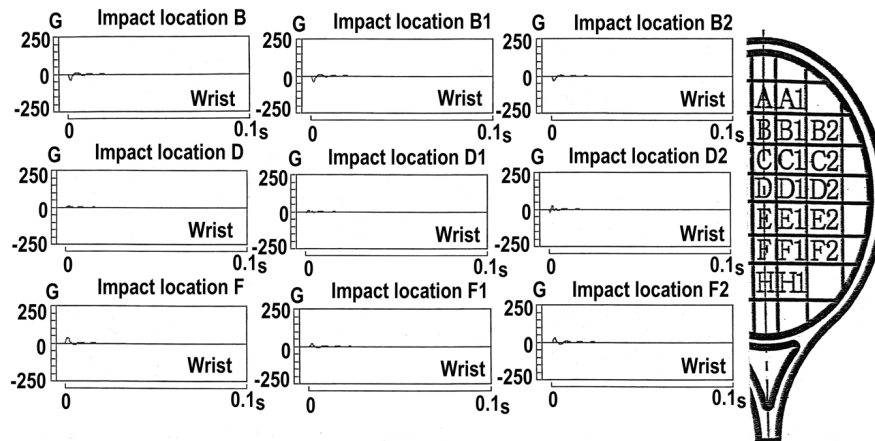 G Impact location B
250
0
-250
Wrist
0 0.1s
G Impact location B1
250
0
-250
Wrist
0 0.1s
G Impact location B2
250
0
-250
Wrist
0 0.1s
G Impact location D
250
0
-250
Wrist
0 0.1s
G Impact location D1
250
0
-250
Wrist
0 0.1s
G Impact location D2
250
0
-250
Wrist
0 0.1s
G Impact location F
250
0
-250
Wrist
0 0.1s
G Impact location F1
250
0
-250
Wrist
0 0.1s
G Impact location F2
250
0
-250
Wrist
0 0.1s
A A1
B B1 B2
C C1 C2
D D1 D2
E E1 E2
F F1 F2
H H1